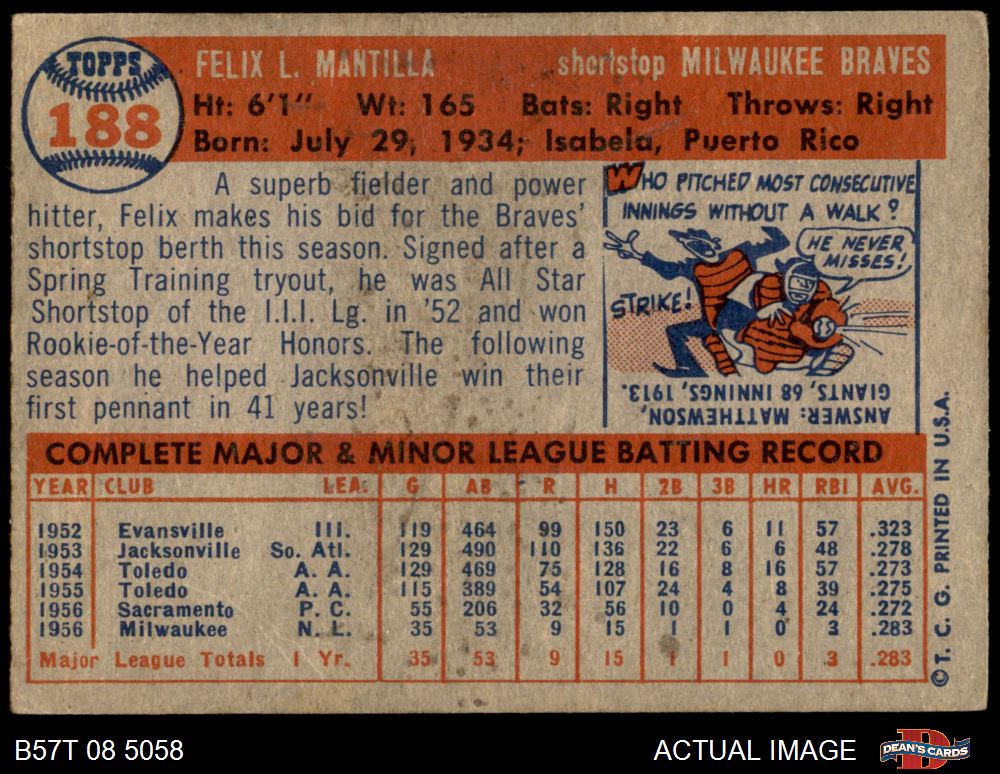 TOPPS
188
FELIX L. MANTILLA shortstop MILWAUKEE BRAVES
Ht: 6'1" Wt: 165 Bats: Right Throws: Right
Born: July 29, 1934; Isabela, Puerto Rico
A superb fielder and power
hitter, Felix makes his bid for the Braves'
shortstop berth this season. Signed after a
Spring Training tryout, he was All Star
Shortstop of the I.I.I. Lg. in '52 and won
Rookie-of-the-Year Honors. The following
season he helped Jacksonville win their
first pennant in 41 years!
WHO PITCHED MOST CONSECUTIVE
INNINGS WITHOUT A WALK?
HE NEVER
MISSES!
STRIKE!
ANSWER: MATTHEWSON,
GIANTS, 68 INNINGS, 1913.
COMPLETE MAJOR & MINOR LEAGUE BATTING RECORD
YEAR CLUB LEA. G AB R H 2B 3B HR RBI AVG.
1952 Evansville III. 119 464 99 150 23 6 11 57 .323
1953 Jacksonville So. Atl. 129 490 110 136 22 6 6 48 .278
1954 Toledo A. A. 129 469 75 128 16 8 16 57 .273
1955 Toledo A. A. 115 389 54 107 24 4 8 39 .275
1956 Sacramento P. C. 55 206 32 56 10 0 4 24 .272
1956 Milwaukee N. L. 35 53 9 15 1 1 0 3 .283
Major League Totals 1 Yr. 35 53 9 15 1 1 0 3 .283
© T. C. G. PRINTED IN U.S.A.
B57T 08 5058
ACTUAL IMAGE
DEAN'S CARDS